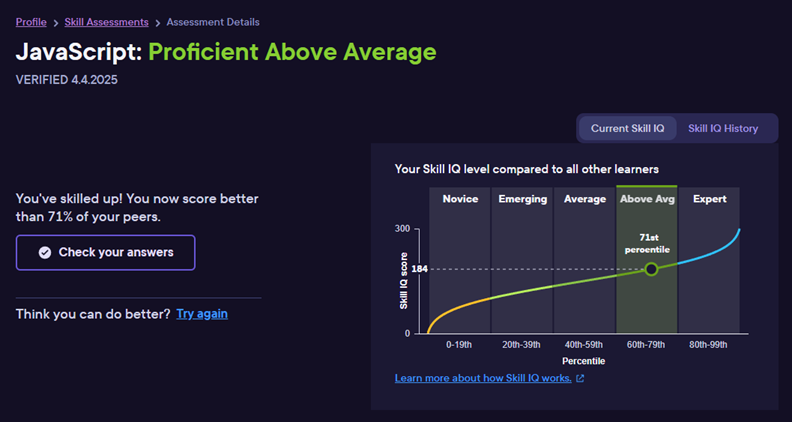 Profile > Skill Assessments > Assessment Details
JavaScript: Proficient Above Average
VERIFIED 4.4.2025
Current Skill IQ
Skill IQ History
You've skilled up! You now score better
than 71% of your peers.
Check your answers
Think you can do better? Try again
Your Skill IQ level compared to all other learners
Novice Emerging Average Above Avg Expert
300
71st
percentile
184
Skill IQ score
0
0-19th 20th-39th 40th-59th 60th-79th 80th-99th
Percentile
Learn more about how Skill IQ works.